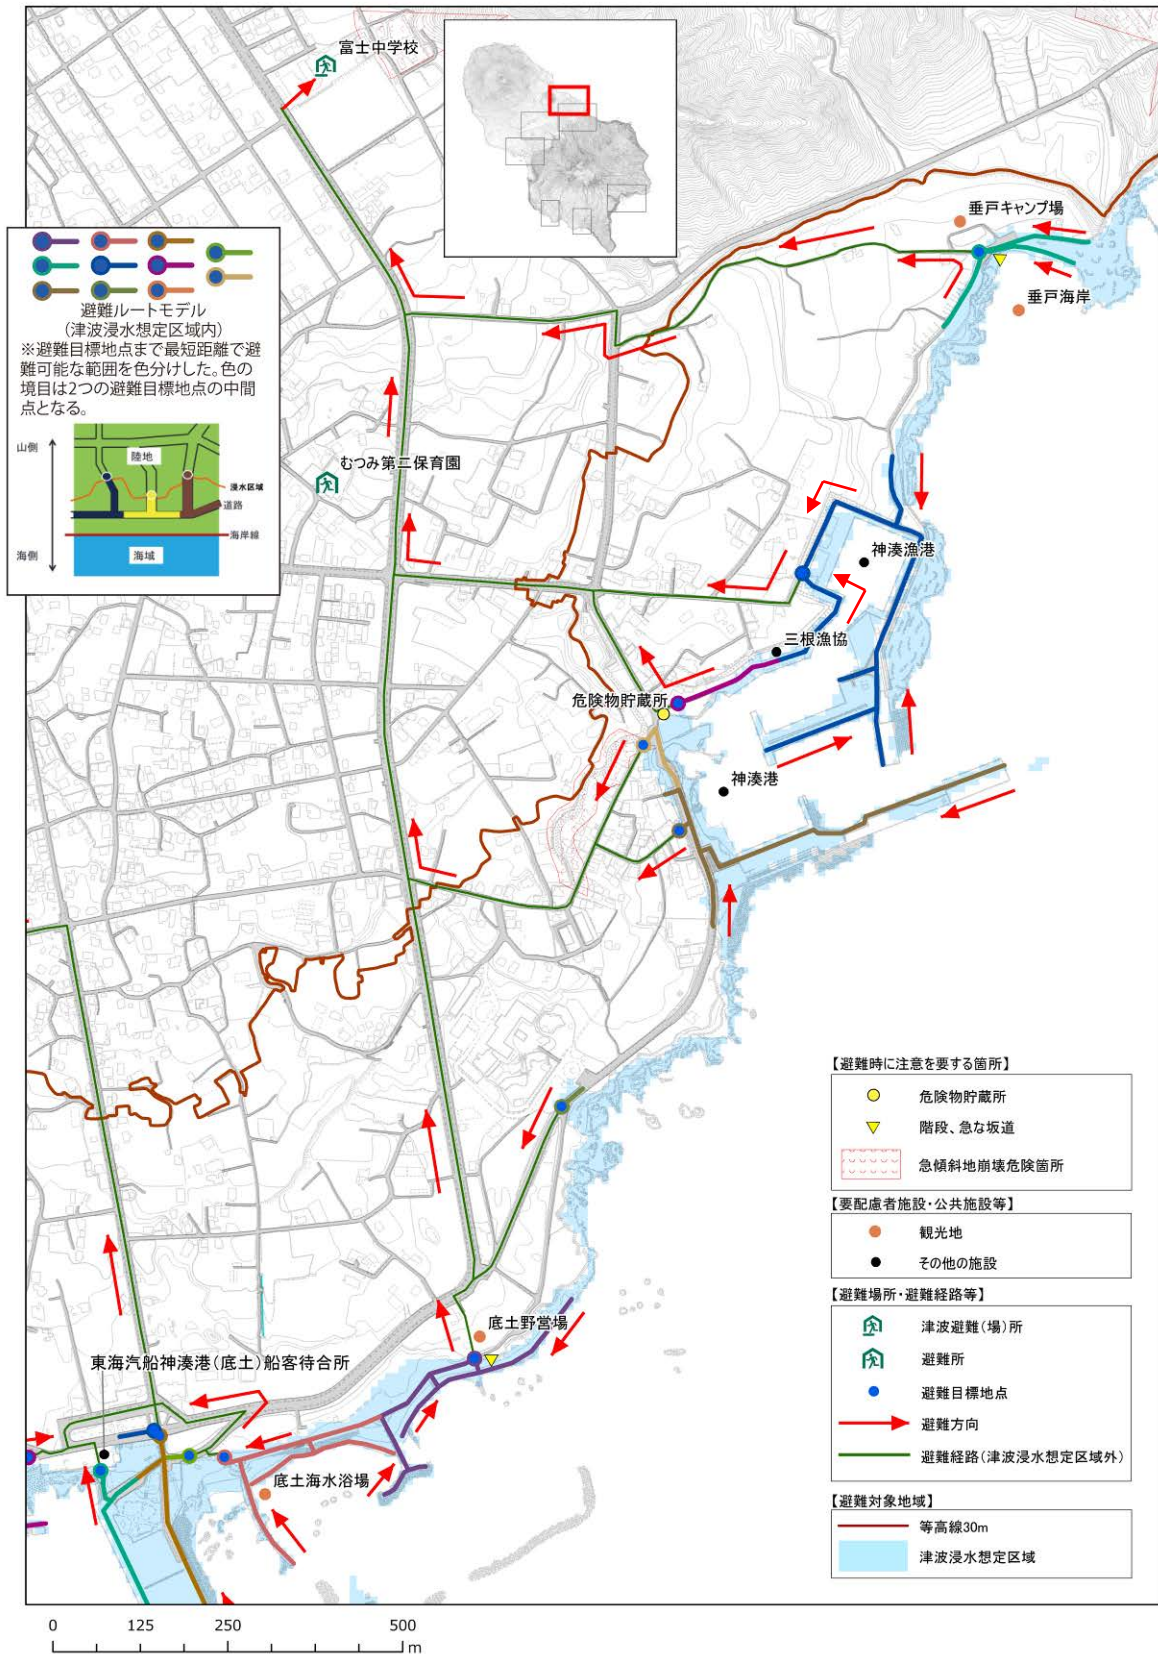 富士中学校
垂戸キャンプ場
垂戸海岸
避難ルートモデル
(津波浸水想定区域内)
※避難目標地点まで最短距離で避
難可能な範囲を色分けした。色の
境目は2つの避難目標地点の中間
点となる。
山側
陸地
浸水区域
道路
海岸線
海側
海域
むつみ第二保育園
神湊漁港
三根漁協
危険物貯蔵所
神湊港
底土野営場
東海汽船神湊港(底土)船客待合所
底土海水浴場
【避難時に注意を要する箇所】
危険物貯蔵所
階段、急な坂道
急傾斜地崩壊危険箇所
【要配慮者施設・公共施設等】
観光地
その他の施設
【避難場所・避難経路等】
津波避難(場)所
避難所
避難目標地点
避難方向
避難経路(津波浸水想定区域外)
【避難対象地域】
等高線30m
津波浸水想定区域
0 125 250 500
m